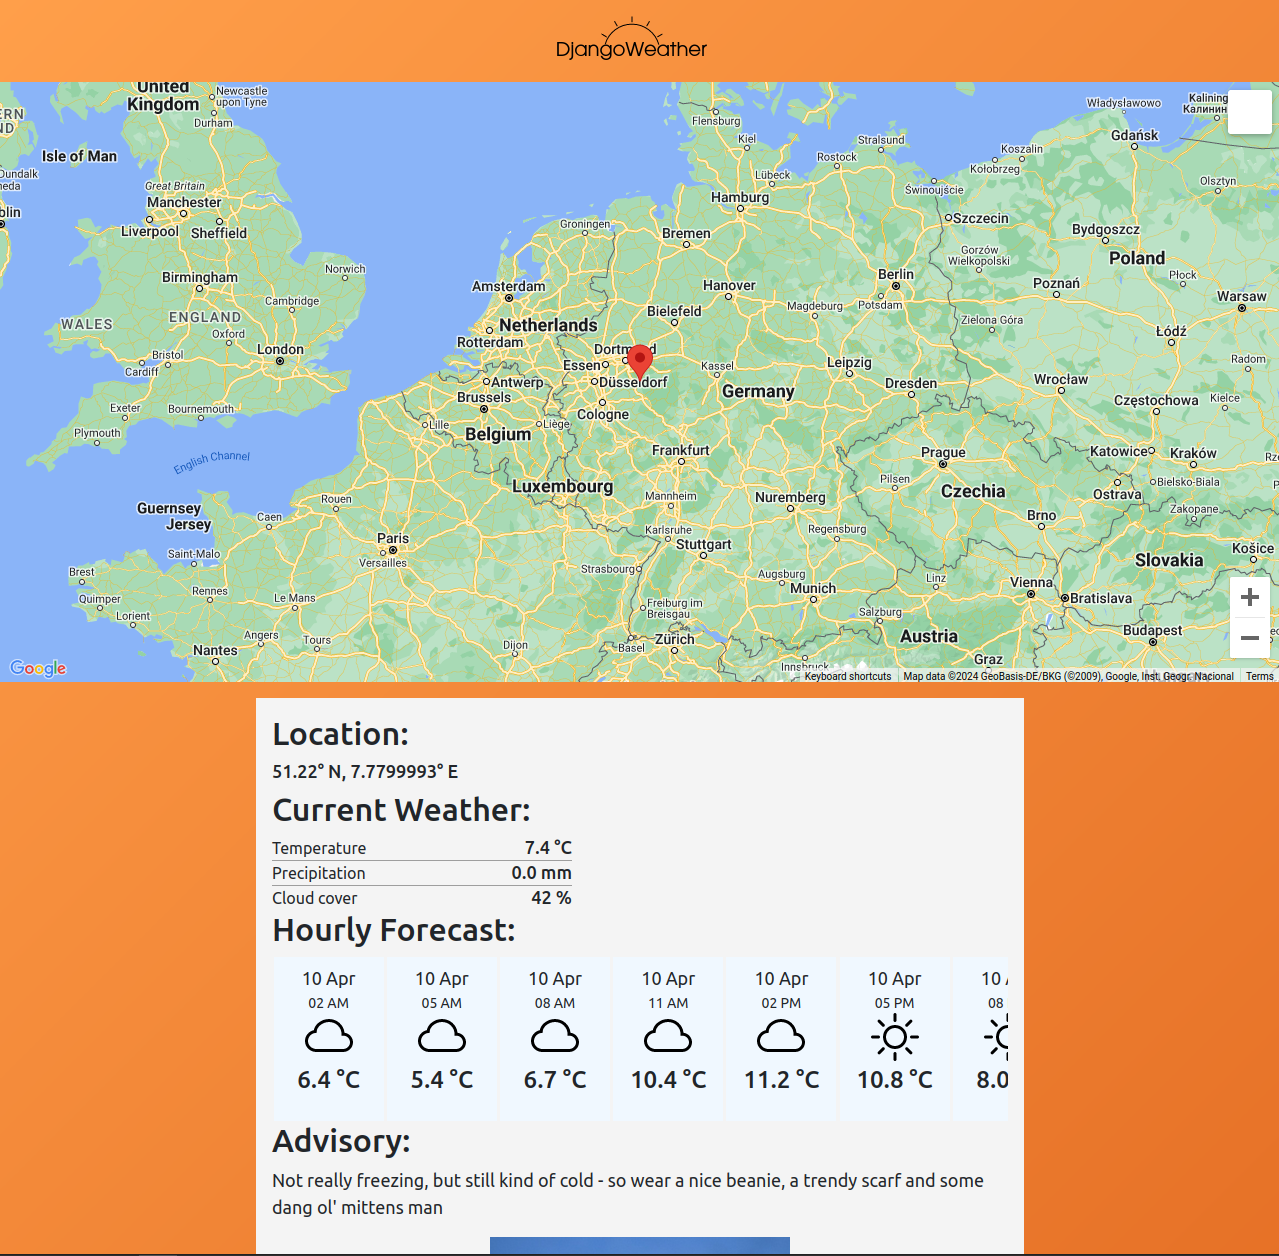 DjangoWeather
United
Kingdom
Newcastle
upon Tyne
Durham
Isle of Man
Dundalk
Great Britain
Manchester
Liverpool
Sheffield
Birmingham
Norwich
Cambridge
WALES
ENGLAND
Oxford
London
Bristol
Cardiff
Exeter
Bournemouth
Plymouth
English Channel
Guernsey
Jersey
Rouen
Caen
Saint-Malo
Paris
Versailles
Brest
Quimper
Rennes
Lorient
Le Mans
Angers
Tours
Nantes
Dijon
Flensburg
Kiel
Lübeck
Rostock
Stralsund
Hamburg
Bremen
Groningen
Amsterdam
Netherlands
Rotterdam
Hanover
Bielefeld
Essen
Düsseldorf
Antwerp
Brussels
Cologne
Lille
Liège
Belgium
Luxembourg
Kassel
Germany
Magdeburg
Berlin
Potsdam
Leipzig
Dresden
Frankfurt
Mannheim
Nuremberg
Karlsruhe
Stuttgart
Regensburg
Strasbourg
Augsburg
Munich
Freiburg im
Breisgau
Basel
Zürich
Innsbruck
Salzburg
Linz
Vienna
Austria
Graz
Władysławowo
Gdańsk
Koszalin
Kołobrzeg
Świnoujście
Szczecin
Olsztyn
Bydgoszcz
Gorzów
Wielkopolski
Poland
Płock
Poznań
Warsaw
Zielona Góra
Łódź
Radom
Wrocław
Częstochowa
Kielce
Prague
Pilsen
Czechia
Katowice
Kraków
Ostrava
Bielsko-Biala
Brno
Zakopane
Slovakia
Košice
Bratislava
Budapest
Google
Keyboard shortcuts
Map data ©2024 GeoBasis-DE/BKG (©2009), Google, Inst. Geogr. Nacional
Terms
Location:
51.22° N, 7.7799993° E
Current Weather:
Temperature 7.4 °C
Precipitation 0.0 mm
Cloud cover 42 %
Hourly Forecast:
10 Apr 10 Apr 10 Apr 10 Apr 10 Apr 10 Apr 10
02 AM 05 AM 08 AM 11 AM 02 PM 05 PM 08
6.4 °C 5.4 °C 6.7 °C 10.4 °C 11.2 °C 10.8 °C 8.0
Advisory:
Not really freezing, but still kind of cold - so wear a nice beanie, a trendy scarf and some
dang ol' mittens man